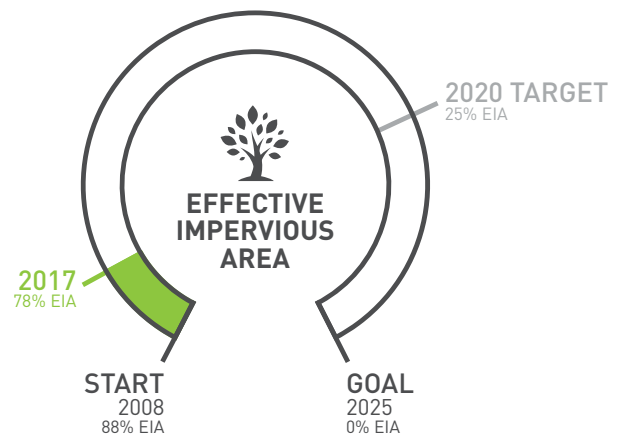 2020 TARGET
25% EIA
EFFECTIVE
IMPERVIOUS
AREA
2017
78% EIA
START
2008
88% EIA
GOAL
2025
0% EIA